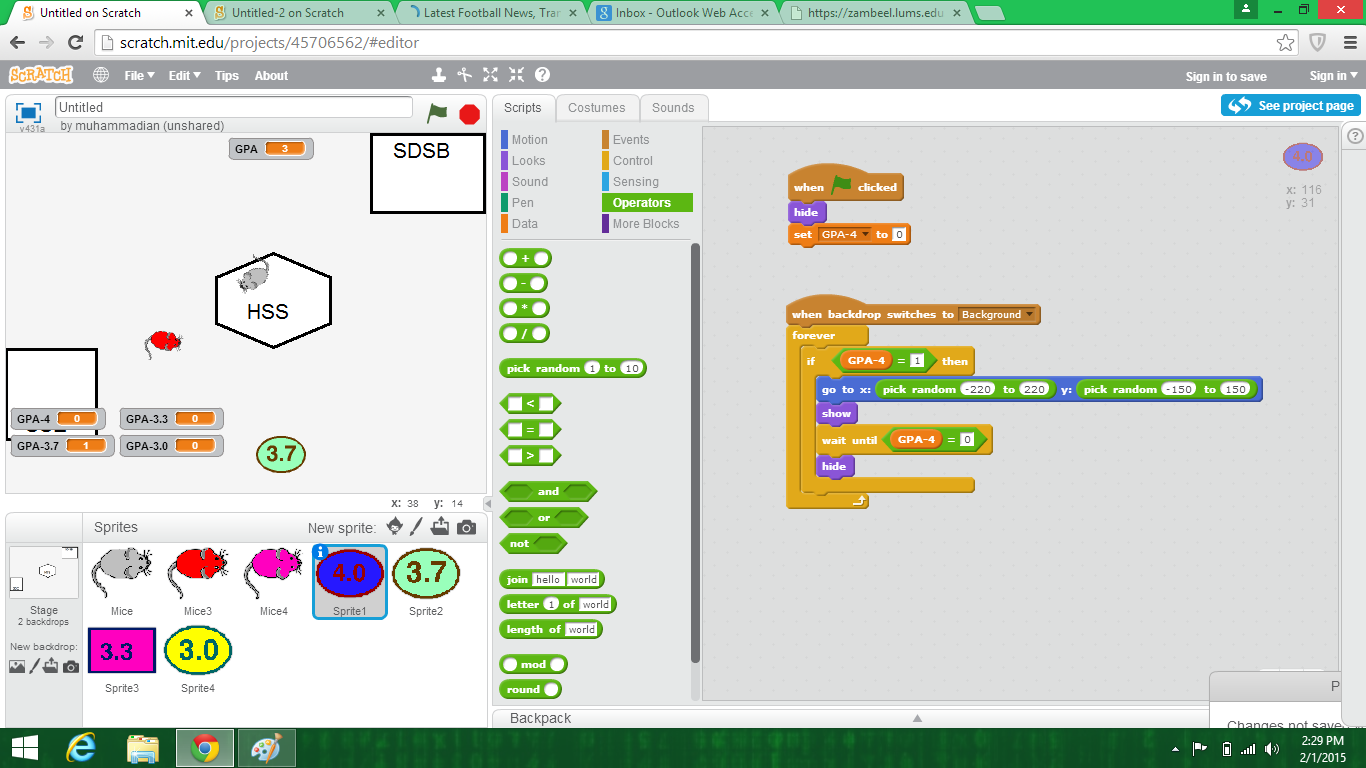 Untitled on Scratch
Untitled-2 on Scratch
Latest Football News, Tran
Inbox - Outlook Web Acce
https://zambeel.lums.edu
scratch.mit.edu/projects/45706562/#editor
SCRATCH File Edit Tips About Sign in to save Sign in
Untitled
v431a by muhammadian (unshared)
Scripts Costumes Sounds
See project page
GPA 3
SDSB
HSS
GPA-4 0 GPA-3.3 0
GPA-3.7 1 GPA-3.0 0
3.7
x: 38 y: 14
Motion Events
Looks Control
Sound Sensing
Pen Operators
Data More Blocks
+
-
*
/
pick random 1 to 10
<
=
>
and
or
not
join hello world
letter 1 of world
length of world
mod
round
when clicked
hide
set GPA-4 to 0
when backdrop switches to Background
forever
if GPA-4 = 1 then
go to x: pick random -220 to 220 y: pick random -150 to 150
show
wait until GPA-4 = 0
hide
4.0
x: 116
y: 31
Sprites New sprite:
Stage
2 backdrops
New backdrop:
Mice Mice3 Mice4
4.0
Sprite1
3.7
Sprite2
3.3
Sprite3
3.0
Sprite4
Backpack
P
Changes not save
2:29 PM
2/1/2015